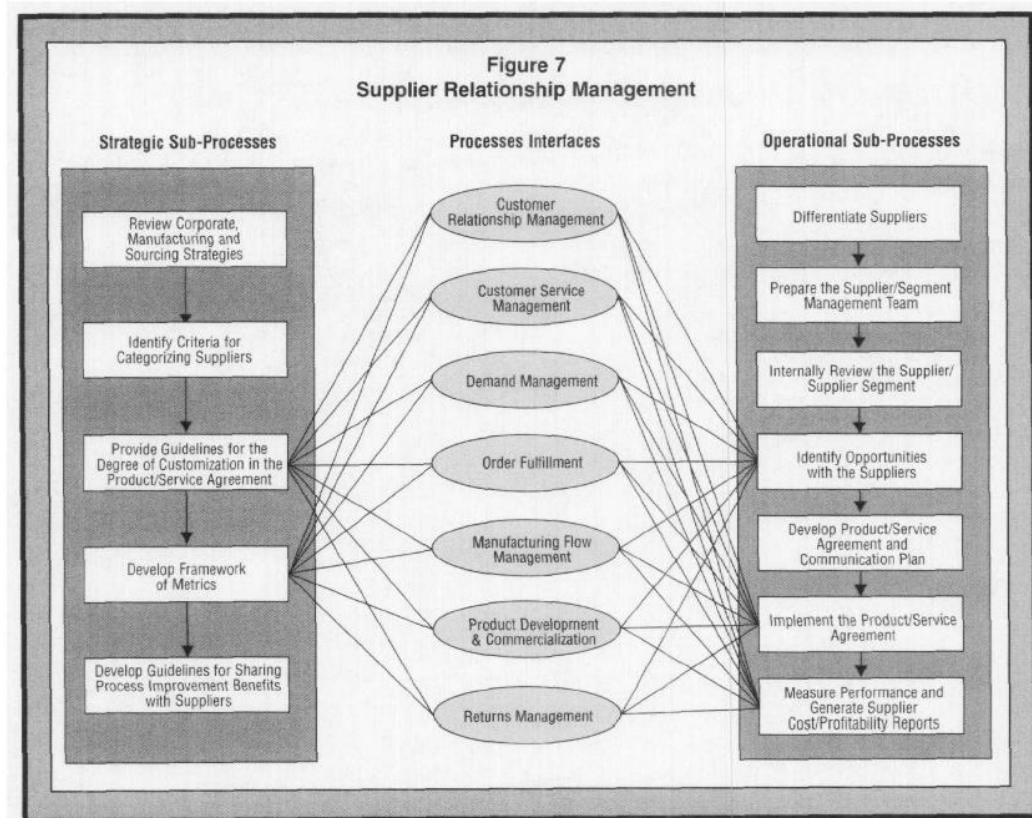 Figure 7
Supplier Relationship Management
Strategic Sub-Processes
Review Corporate,
Manufacturing and
Sourcing Strategies
Identify Criteria for
Categorizing Suppliers
Provide Guidelines for the
Degree of Customization in the
Product/Service Agreement
Develop Framework
of Metrics
Develop Guidelines for Sharing
Process Improvement Benefits
with Suppliers
Processes Interfaces
Customer
Relationship Management
Customer Service
Management
Demand Management
Order Fulfillment
Manufacturing Flow
Management
Product Development
& Commercialization
Returns Management
Operational Sub-Processes
Differentiate Suppliers
Prepare the Supplier/Segment
Management Team
Internally Review the Supplier/
Supplier Segment
Identify Opportunities
with the Suppliers
Develop Product/Service
Agreement and
Communication Plan
Implement the Product/Service
Agreement
Measure Performance and
Generate Supplier
Cost/Profitability Reports